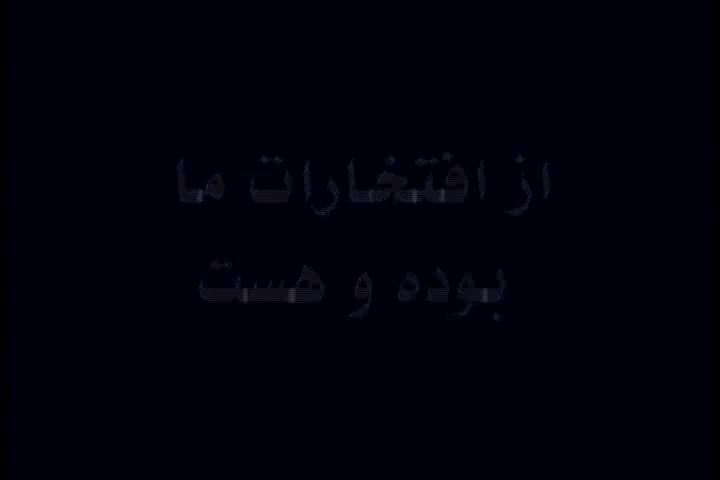 از افتخارات ما
بوده و هست